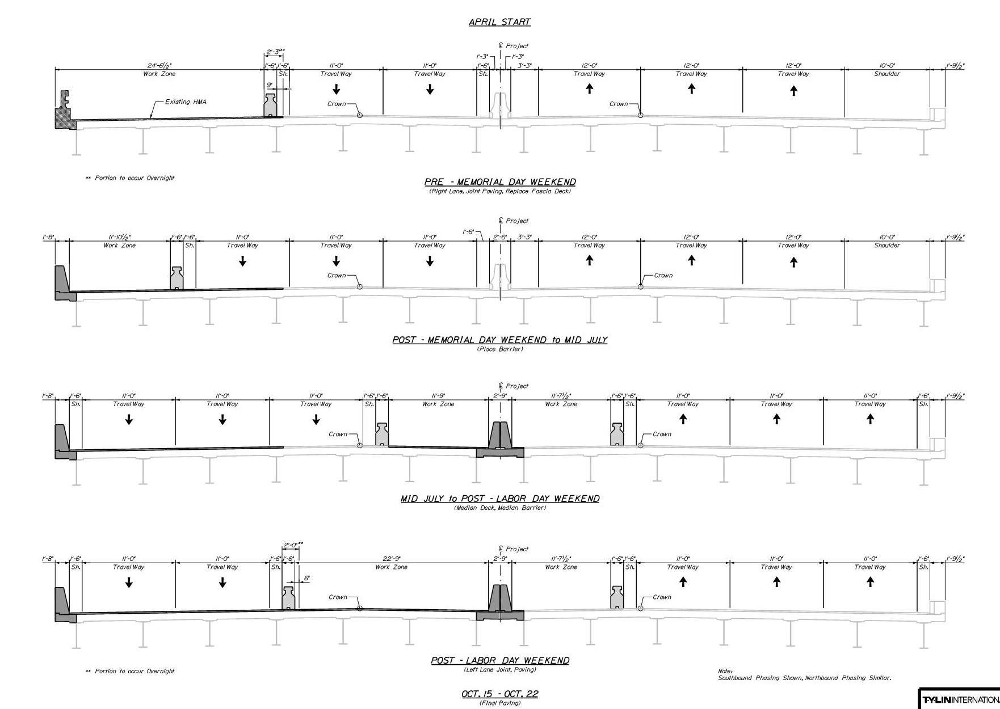 APRIL START
℄ Project
2'-3"**
1'-3" 1'-3"
24'-6½" 1'-6" 1'-6" 11'-0" 11'-0" 1'-6" 3'-3" 12'-0" 12'-0" 12'-0" 10'-0" 1'-9½"
Work Zone Sh. Travel Way Travel Way Sh. Travel Way Travel Way Travel Way Shoulder
9"
Existing HMA Crown Crown
** Portion to occur Overnight
PRE - MEMORIAL DAY WEEKEND
(Right Lane, Joint Paving, Replace Fascia Deck)
℄ Project
1'-6"
1'-8" 11'-10½" 1'-6" 1'-6" 11'-0" 11'-0" 11'-0" 2'-6" 3'-3" 12'-0" 12'-0" 12'-0" 10'-0" 1'-9½"
Work Zone Sh. Travel Way Travel Way Travel Way Travel Way Travel Way Travel Way Shoulder
Crown Crown
POST - MEMORIAL DAY WEEKEND to MID JULY
(Place Barrier)
℄ Project
1'-8" 1'-6" 11'-0" 11'-0" 11'-0" 1'-6" 1'-6" 11'-9" 2'-9" 11'-7½" 1'-6" 1'-6" 11'-0" 11'-0" 11'-0" 1'-6" 1'-9½"
Sh. Travel Way Travel Way Travel Way Sh. Work Zone Work Zone Sh. Travel Way Travel Way Travel Way Sh.
Crown Crown
MID JULY to POST - LABOR DAY WEEKEND
(Median Deck, Median Barrier)
2'-0"**
℄ Project
1'-8" 1'-6" 11'-0" 11'-0" 1'-6" 1'-6" 22'-9" 2'-9" 11'-7½" 1'-6" 1'-6" 11'-0" 11'-0" 11'-0" 1'-6" 1'-9½"
Sh. Travel Way Travel Way Sh. Work Zone Work Zone Sh. Travel Way Travel Way Travel Way Sh.
6"
Crown Crown
POST - LABOR DAY WEEKEND
(Left Lane Joint, Paving)
** Portion to occur Overnight
Note:
Southbound Phasing Shown, Northbound Phasing Similar.
OCT. 15 - OCT. 22
(Final Paving)
TYLININTERNATION